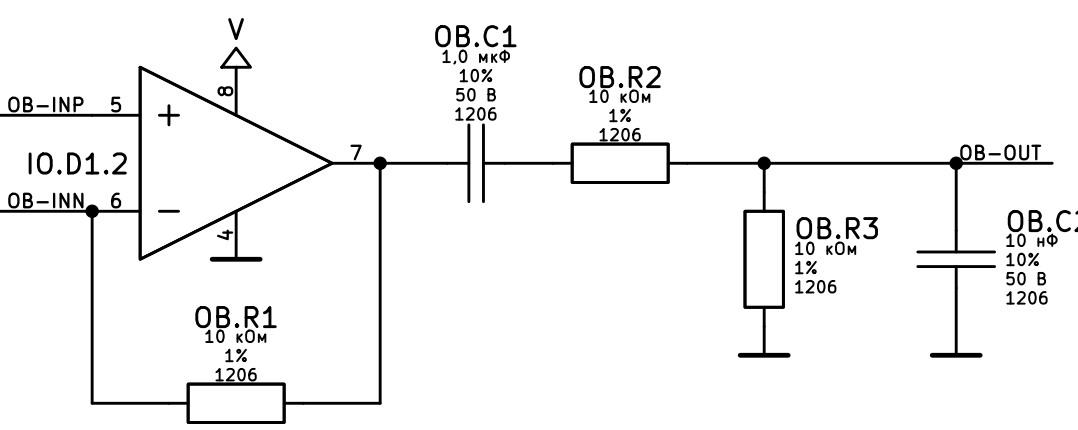 V
8
OB-INP 5
+
IO.D1.2
OB-INN 6
−
4
7
OB.C1
1,0 мкФ
10%
50 В
1206
OB.R2
10 кОм
1%
1206
OB-OUT
OB.R3
10 кОм
1%
1206
OB.C2
10 нФ
10%
50 В
1206
OB.R1
10 кОм
1%
1206